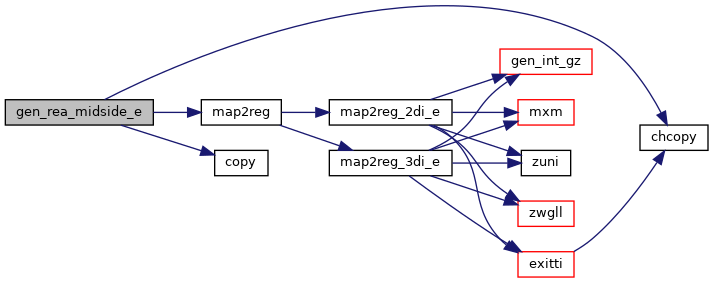 gen_rea_midside_e
map2reg
copy
map2reg_2di_e
map2reg_3di_e
gen_int_gz
mxm
zuni
zwgll
exitti
chcopy